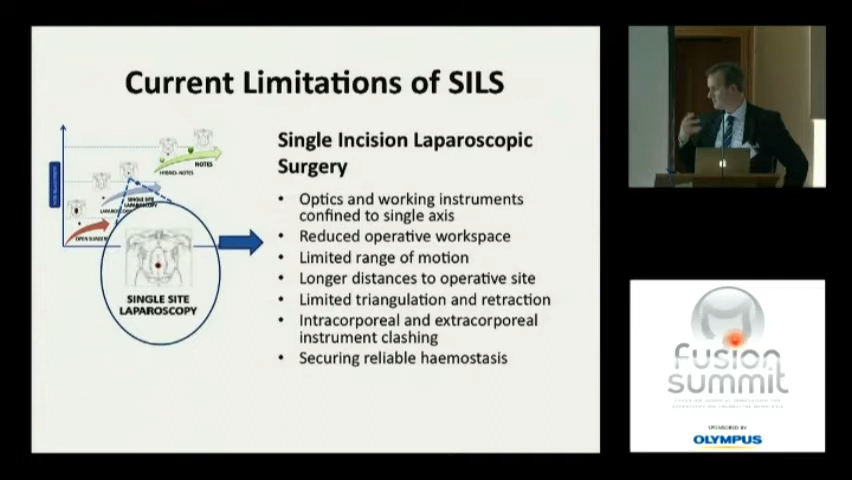 Current Limitations of SILS
NOTES
HYBRID-NOTES
SINGLE SITE
LAPAROSCOPY
OPEN SURGERY
SINGLE SITE
LAPAROSCOPY
Single Incision Laparoscopic
Surgery
• Optics and working instruments
confined to single axis
• Reduced operative workspace
• Limited range of motion
• Longer distances to operative site
• Limited triangulation and retraction
• Intracorporeal and extracorporeal
instrument clashing
• Securing reliable haemostasis
fusion
summit
SPONSORED BY
OLYMPUS